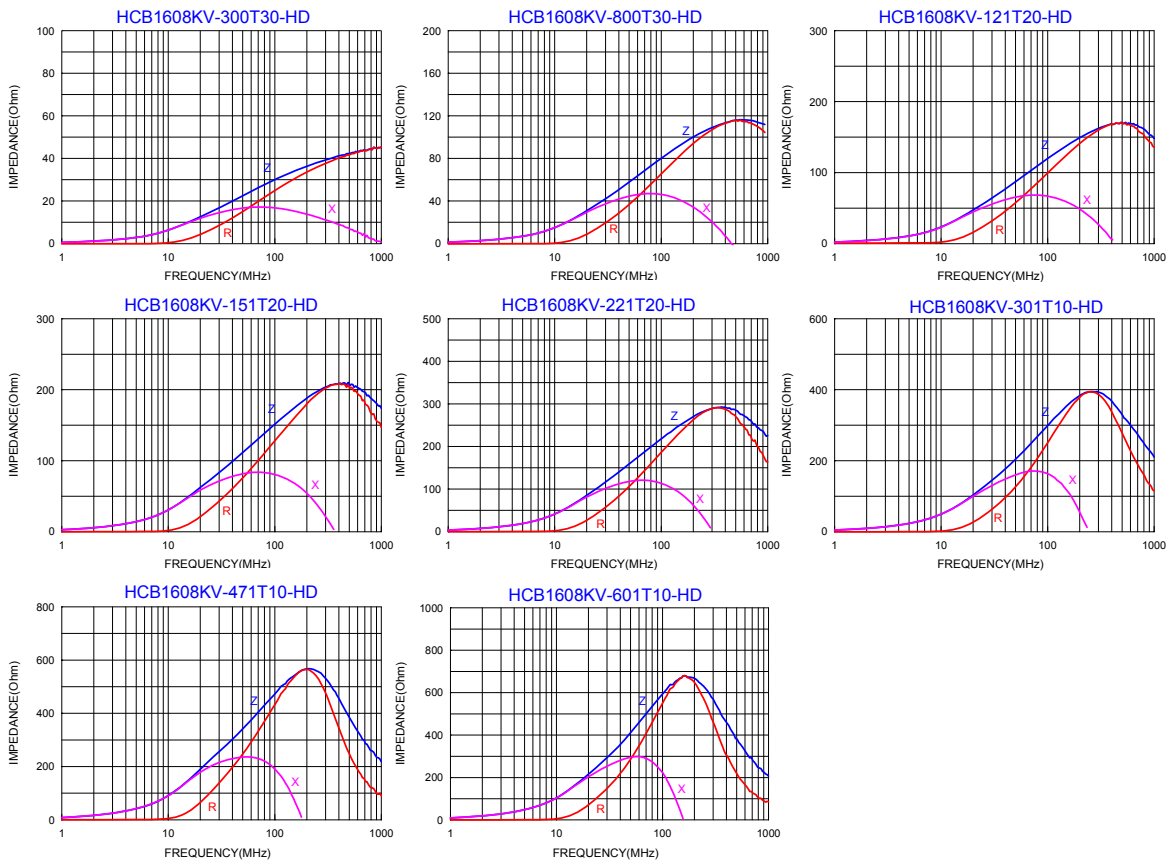 HCB1608KV-300T30-HD
IMPEDANCE(Ohm)
100
80
60
40
20
0
Z
R
X
1 10 100 1000
FREQUENCY(MHz)
HCB1608KV-800T30-HD
IMPEDANCE(Ohm)
200
160
120
80
40
0
Z
R
X
1 10 100 1000
FREQUENCY(MHz)
HCB1608KV-121T20-HD
IMPEDANCE(Ohm)
300
200
100
0
Z
R
X
1 10 100 1000
FREQUENCY(MHz)
HCB1608KV-151T20-HD
IMPEDANCE(Ohm)
300
200
100
0
Z
R
X
1 10 100 1000
FREQUENCY(MHz)
HCB1608KV-221T20-HD
IMPEDANCE(Ohm)
500
400
300
200
100
0
Z
R
X
1 10 100 1000
FREQUENCY(MHz)
HCB1608KV-301T10-HD
IMPEDANCE(Ohm)
600
400
200
0
Z
R
X
1 10 100 1000
FREQUENCY(MHz)
HCB1608KV-471T10-HD
IMPEDANCE(Ohm)
800
600
400
200
0
Z
R
X
1 10 100 1000
FREQUENCY(MHz)
HCB1608KV-601T10-HD
IMPEDANCE(Ohm)
1000
800
600
400
200
0
Z
R
X
1 10 100 1000
FREQUENCY(MHz)